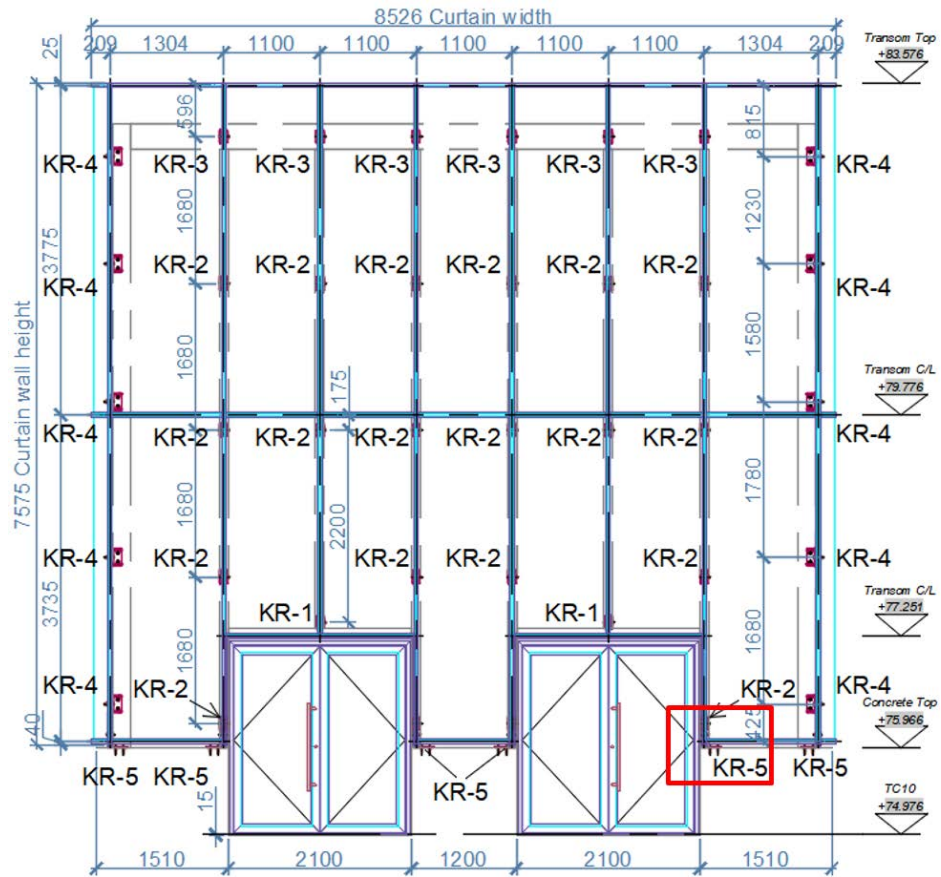 8526 Curtain width
209 1304 1100 1100 1100 1100 1100 1304 209
25
Transom Top
+83.576
596
815
KR-4 KR-3 KR-3 KR-3 KR-3 KR-3 KR-3 KR-4
1680
1230
3775
KR-2 KR-2 KR-2 KR-2 KR-2 KR-2
KR-4 KR-4
7575 Curtain wall height
1680
1580
175
Transom C/L
+79.776
KR-4 KR-2 KR-2 KR-2 KR-2 KR-2 KR-2 KR-4
1680
2200
1780
KR-4 KR-2 KR-2 KR-2 KR-2 KR-4
3735
KR-1 KR-1
Transom C/L
+77.251
1680
1680
KR-4 KR-2 KR-2 KR-4
40
425
Concrete Top
+75.966
KR-5 KR-5 KR-5 KR-5 KR-5
15
TC10
+74.976
1510 2100 1200 2100 1510